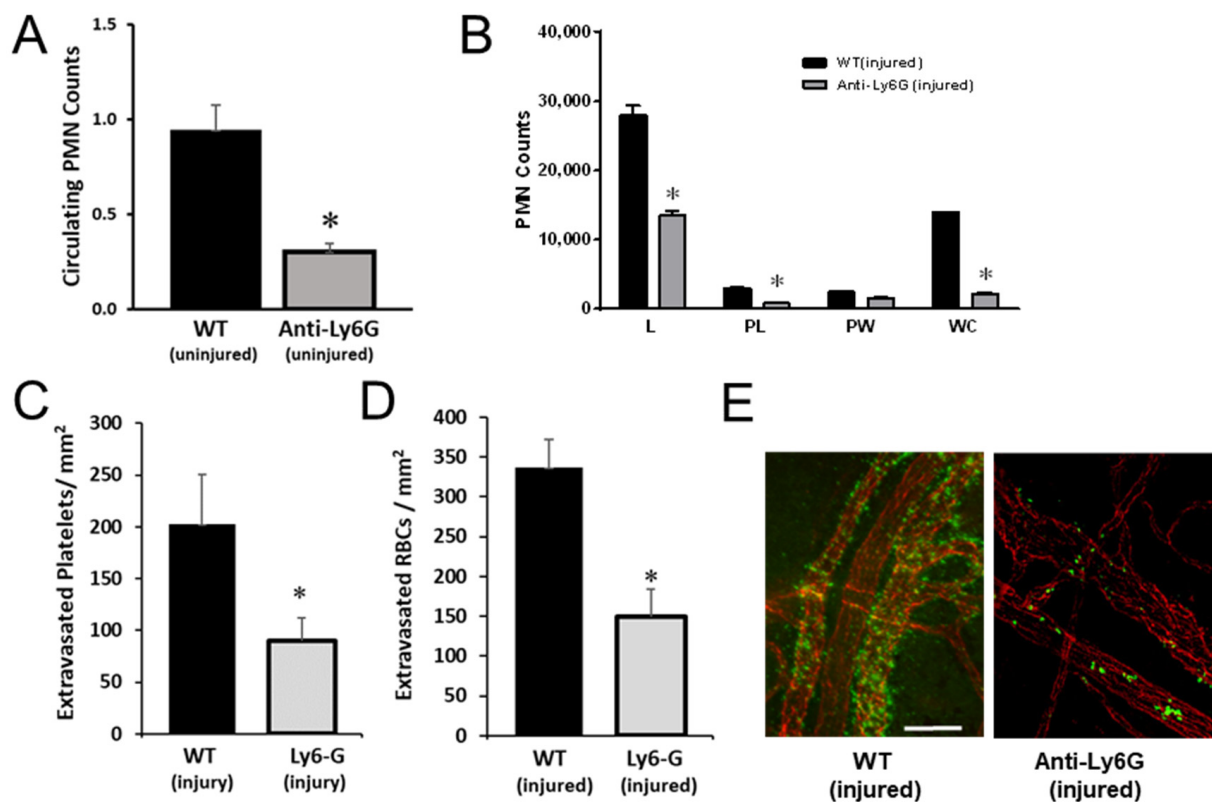 A
Circulating PMN Counts
1.5
1.0
0.5
0.0
*
WT
(uninjured)
Anti-Ly6G
(uninjured)
B
PMN Counts
40,000
30,000
20,000
10,000
0
WT(injured)
Anti-Ly6G (injured)
*
*
*
L
PL
PW
WC
C
Extravasated Platelets/ mm²
300
250
200
150
100
50
0
*
WT
(injury)
Ly6-G
(injury)
D
Extravasated RBCs / mm²
400
350
300
250
200
150
100
50
0
*
WT
(injured)
Ly6-G
(injured)
E
WT
(injured)
Anti-Ly6G
(injured)